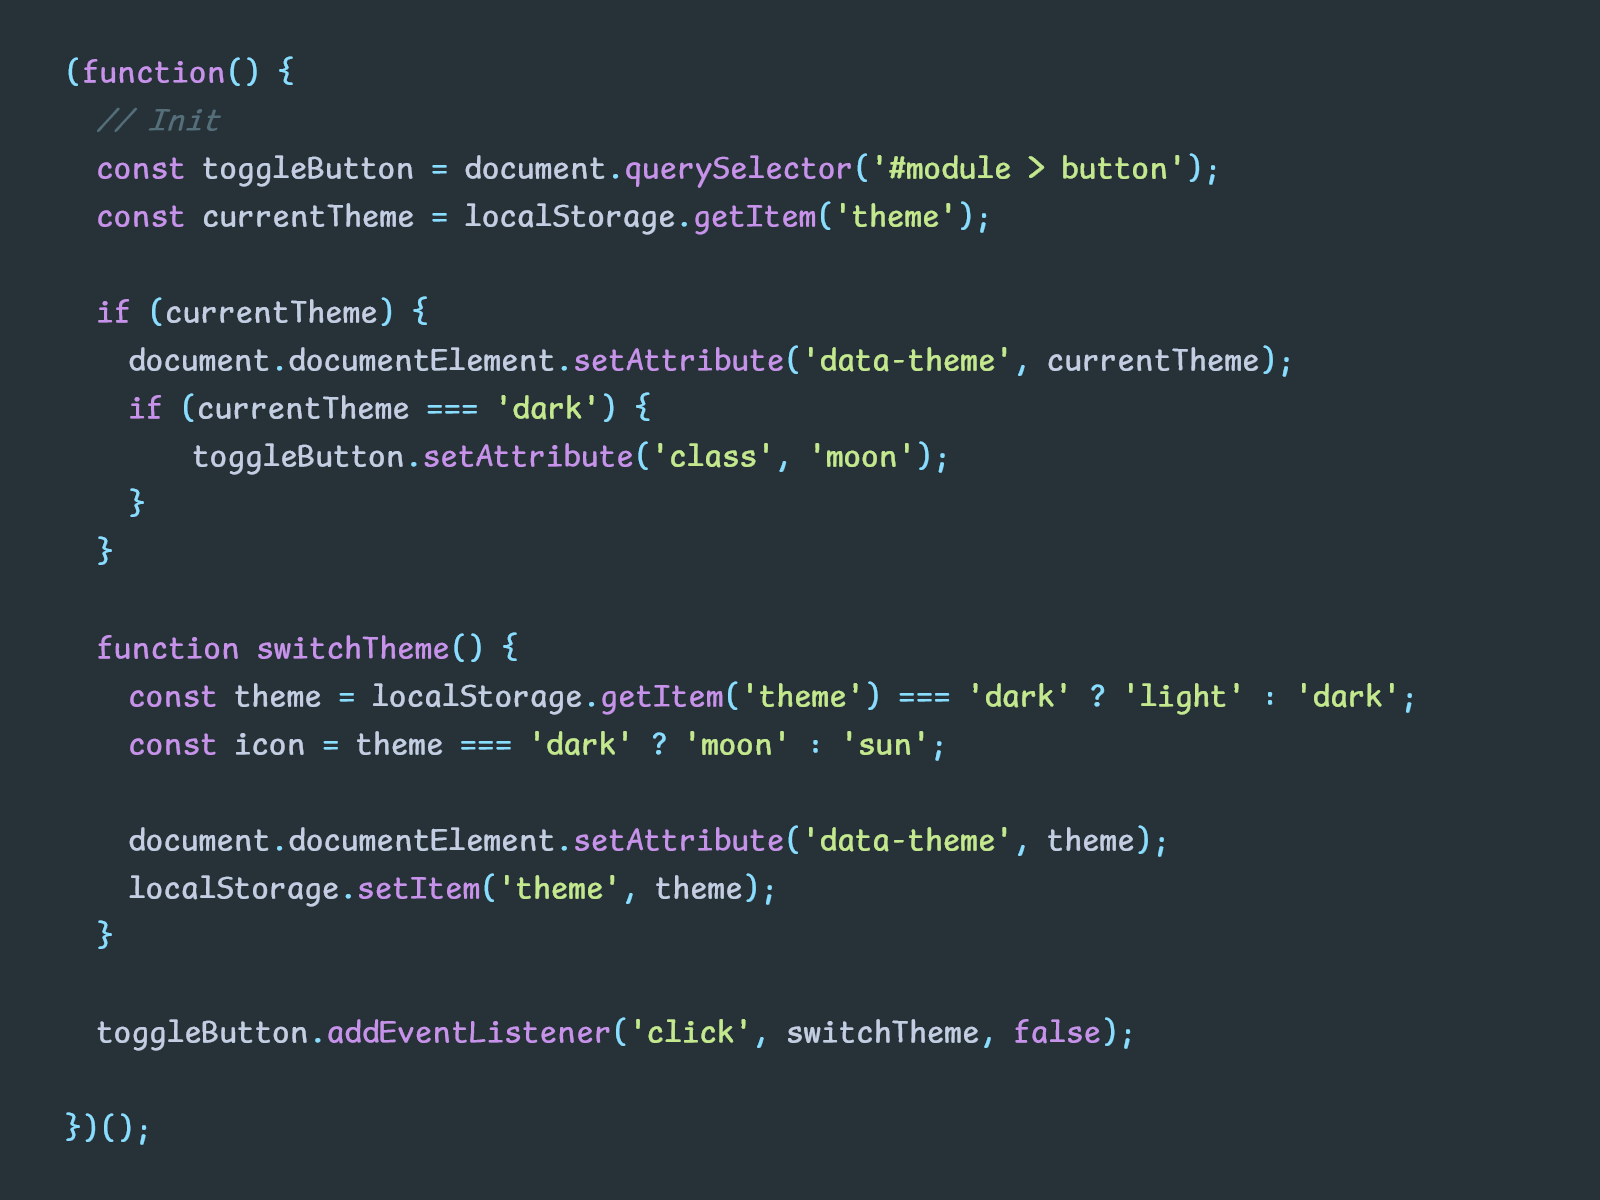 (function() {
  // Init
  const toggleButton = document.querySelector('#module > button');
  const currentTheme = localStorage.getItem('theme');

  if (currentTheme) {
    document.documentElement.setAttribute('data-theme', currentTheme);
    if (currentTheme === 'dark') {
        toggleButton.setAttribute('class', 'moon');
    }
  }

  function switchTheme() {
    const theme = localStorage.getItem('theme') === 'dark' ? 'light' : 'dark';
    const icon = theme === 'dark' ? 'moon' : 'sun';

    document.documentElement.setAttribute('data-theme', theme);
    localStorage.setItem('theme', theme);
  }

  toggleButton.addEventListener('click', switchTheme, false);

})();